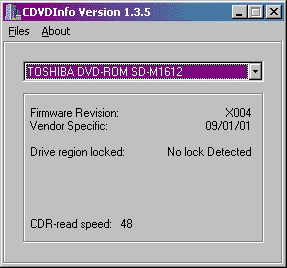 CDVDInfo Version 1.3.5
Files About
TOSHIBA DVD-ROM SD-M1612
Firmware Revision: X004
Vendor Specific: 09/01/01
Drive region locked: No lock Detected
CDR-read speed: 48